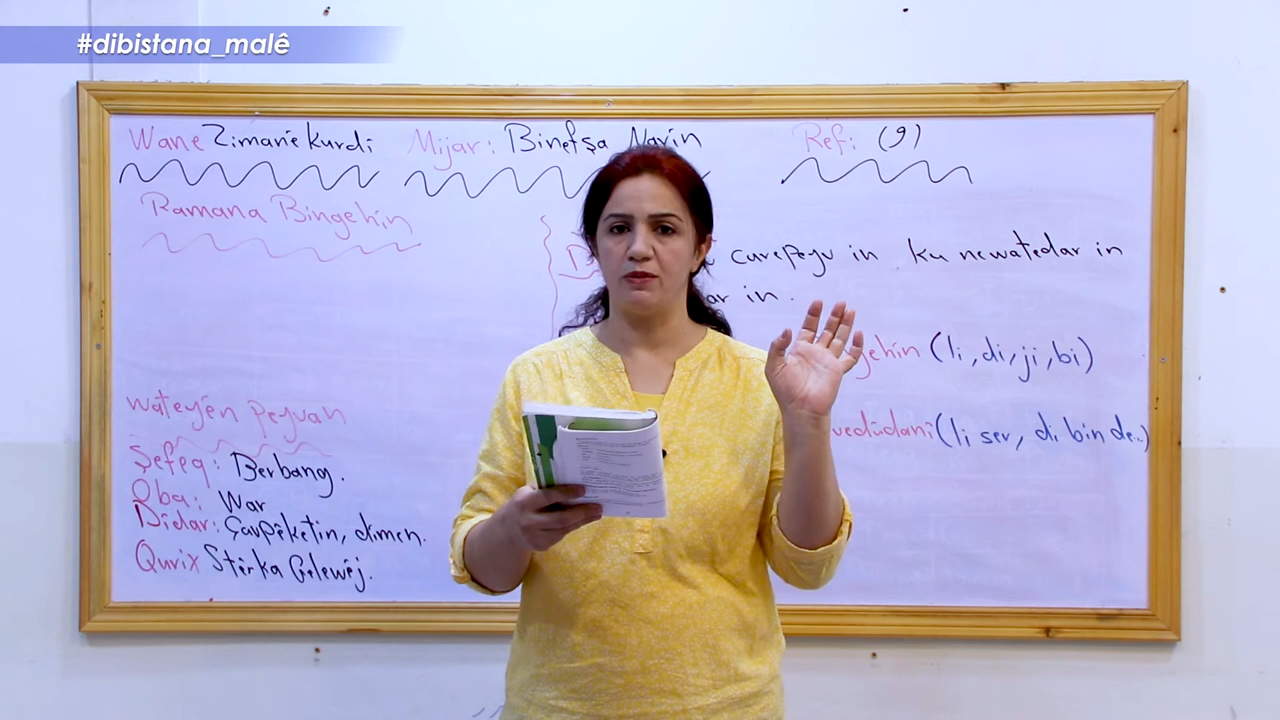 #dibistana_malê
Wane Zimanê Kurdî Mijar: Binefşa Narîn Ref: (9)
Ramana Bingehîn
curepeyv in ku newatedar in
ar in.
gehîn (li, di, ji, bi)
vedûdanî (li ser, di bin de..)
wateyên peyvan
Şefeq: Berbang.
Oba: War
Dîdar: Çavpêketin, dîmen.
Qurix Stêrka Gelewêj.